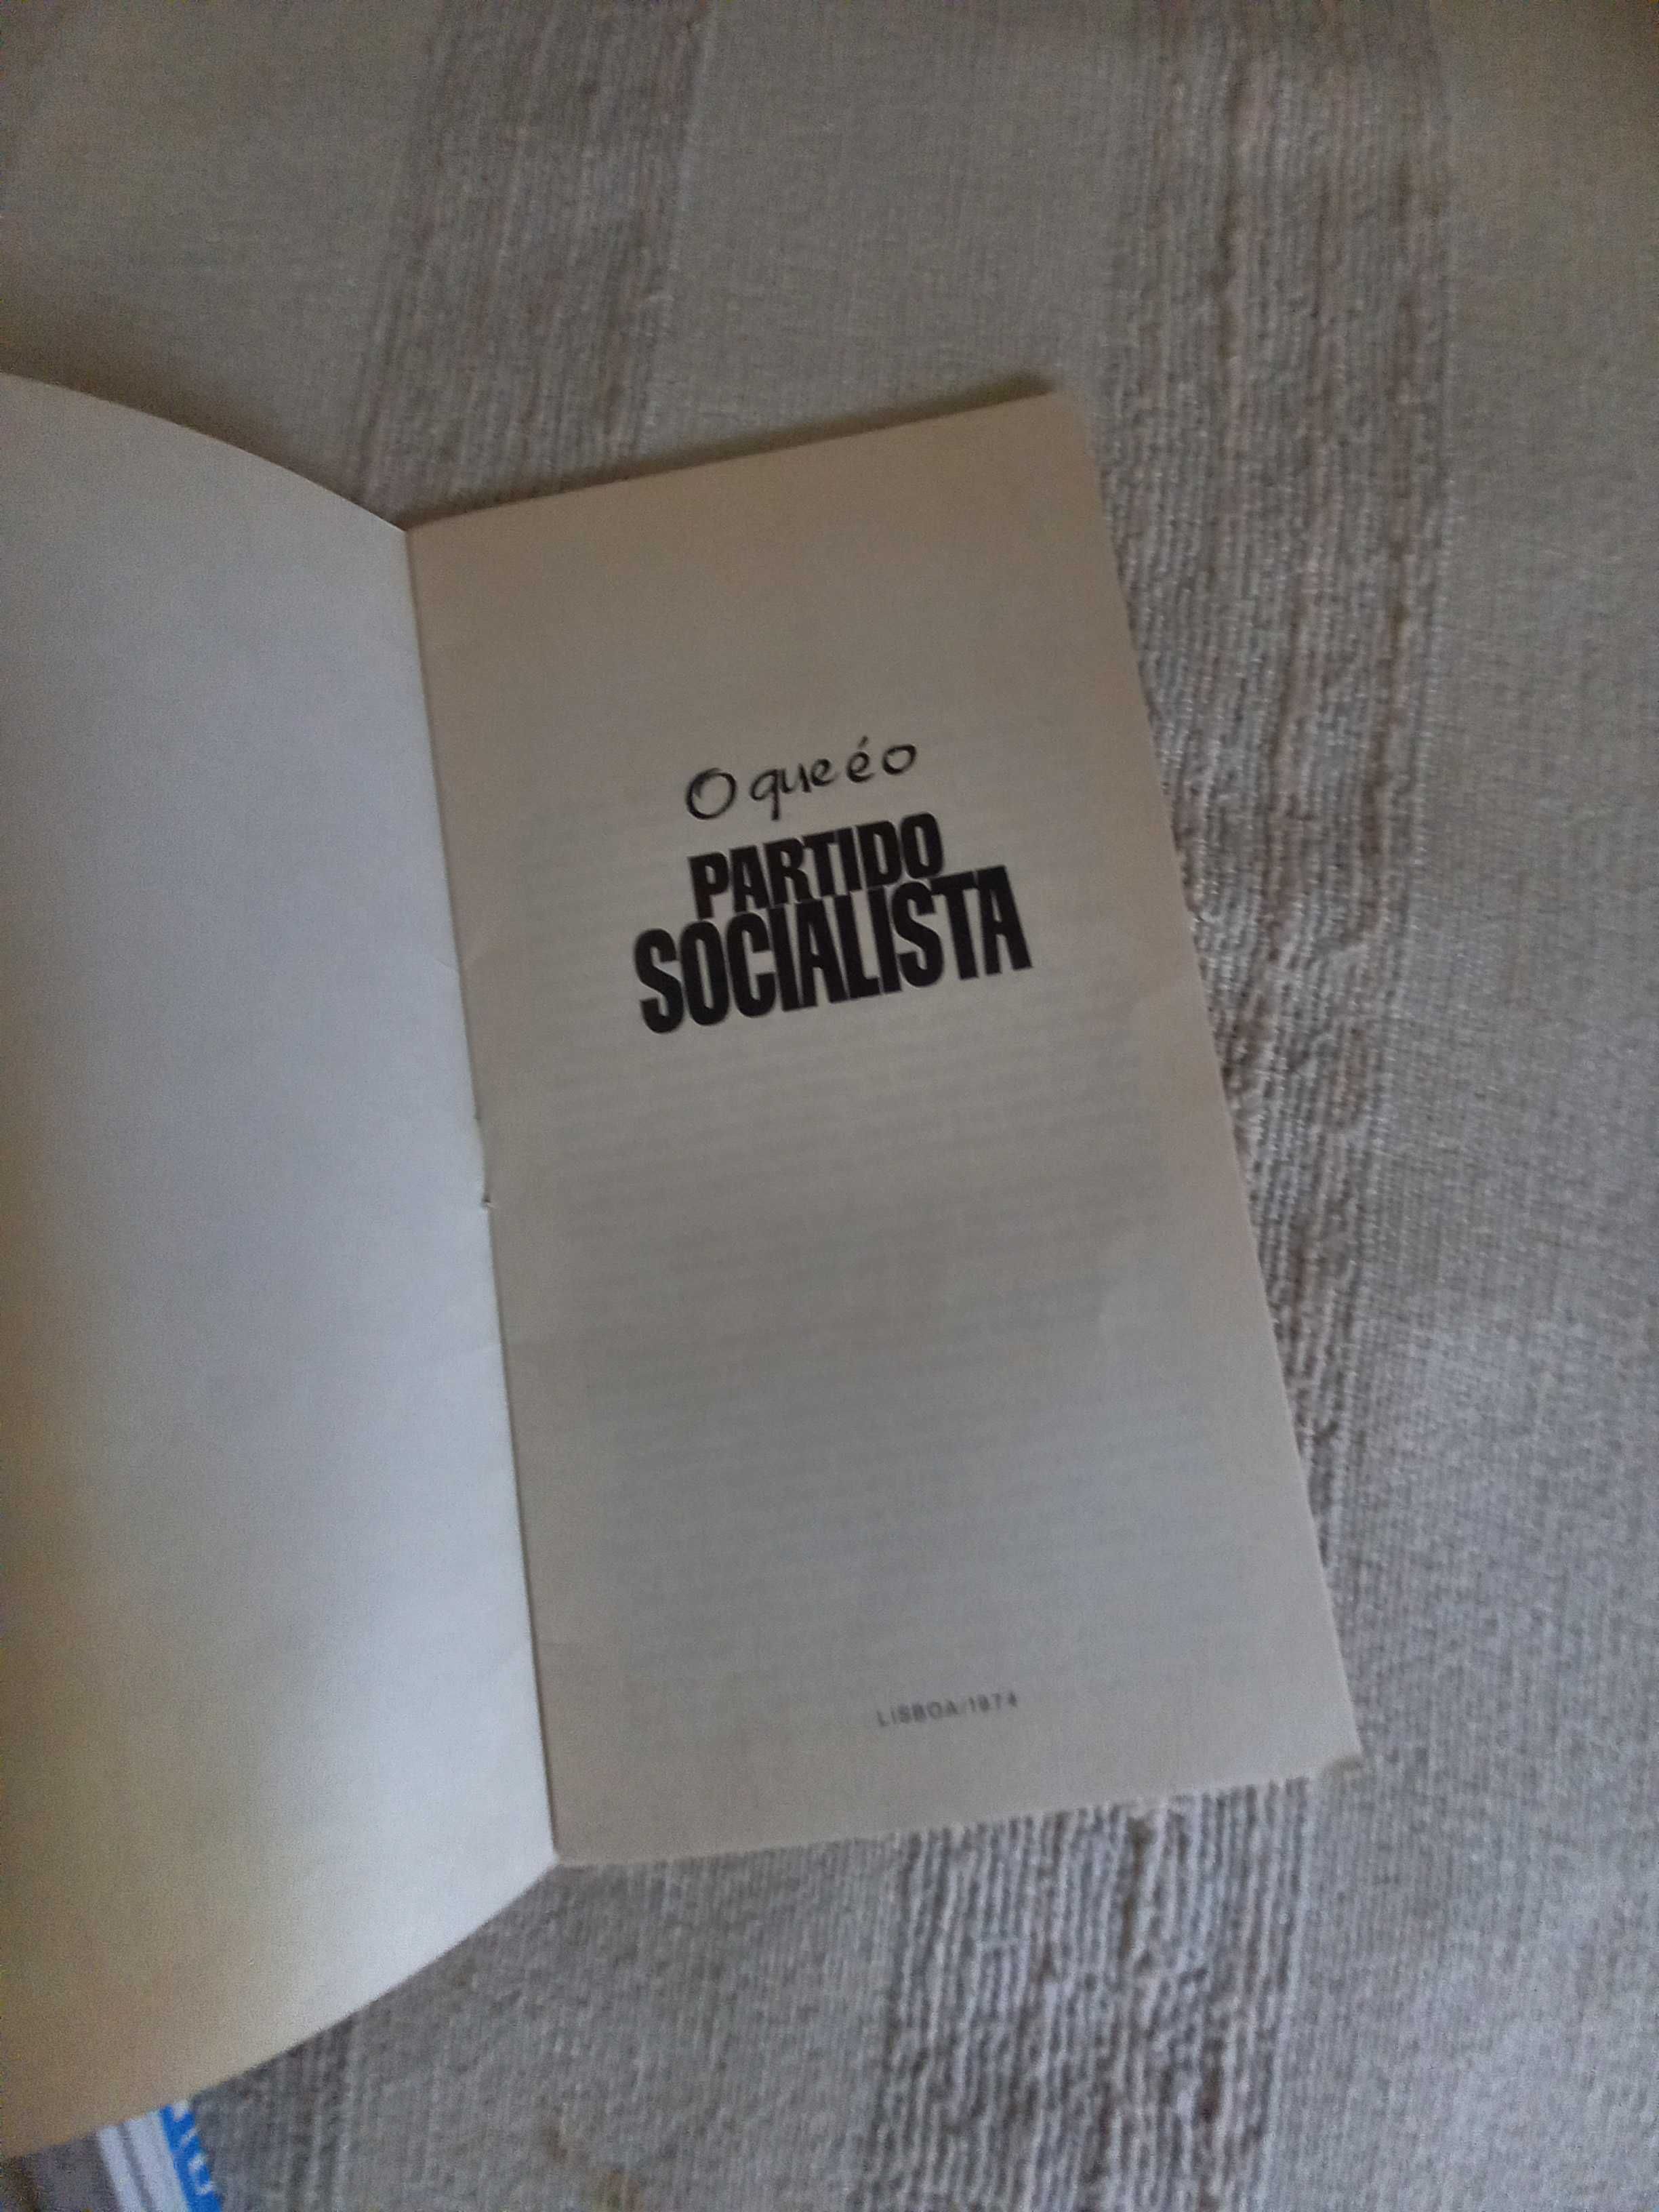 O que é o
PARTIDO
SOCIALISTA
LISBOA/1974